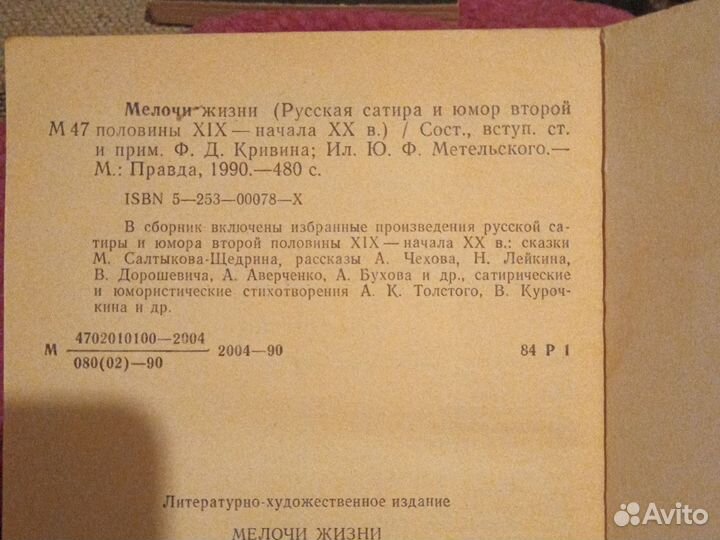 Мелочи жизни (Русская сатира и юмор второй
М 47 половины XIX — начала XX в.) / Сост., вступ. ст.
и прим. Ф. Д. Кривина; Ил. Ю. Ф. Метельского.—
М.: Правда, 1990.—480 с.
ISBN 5—253—00078—X
В сборник включены избранные произведения русской са-
тиры и юмора второй половины XIX — начала XX в.: сказки
М. Салтыкова-Щедрина, рассказы А. Чехова, Н. Лейкина,
В. Дорошевича, А. Аверченко, А. Бухова и др., сатирические
и юмористические стихотворения А. К. Толстого, В. Куроч-
кина и др.
М 4702010100—2004
080(02)—90
2004—90
84 Р 1
Литературно-художественное издание
МЕЛОЧИ ЖИЗНИ
Avito